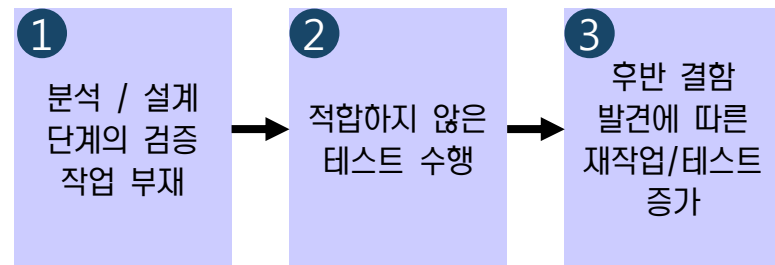 1
분석 / 설계
단계의 검증
작업 부재
2
적합하지 않은
테스트 수행
3
후반 결함
발견에 따른
재작업/테스트
증가